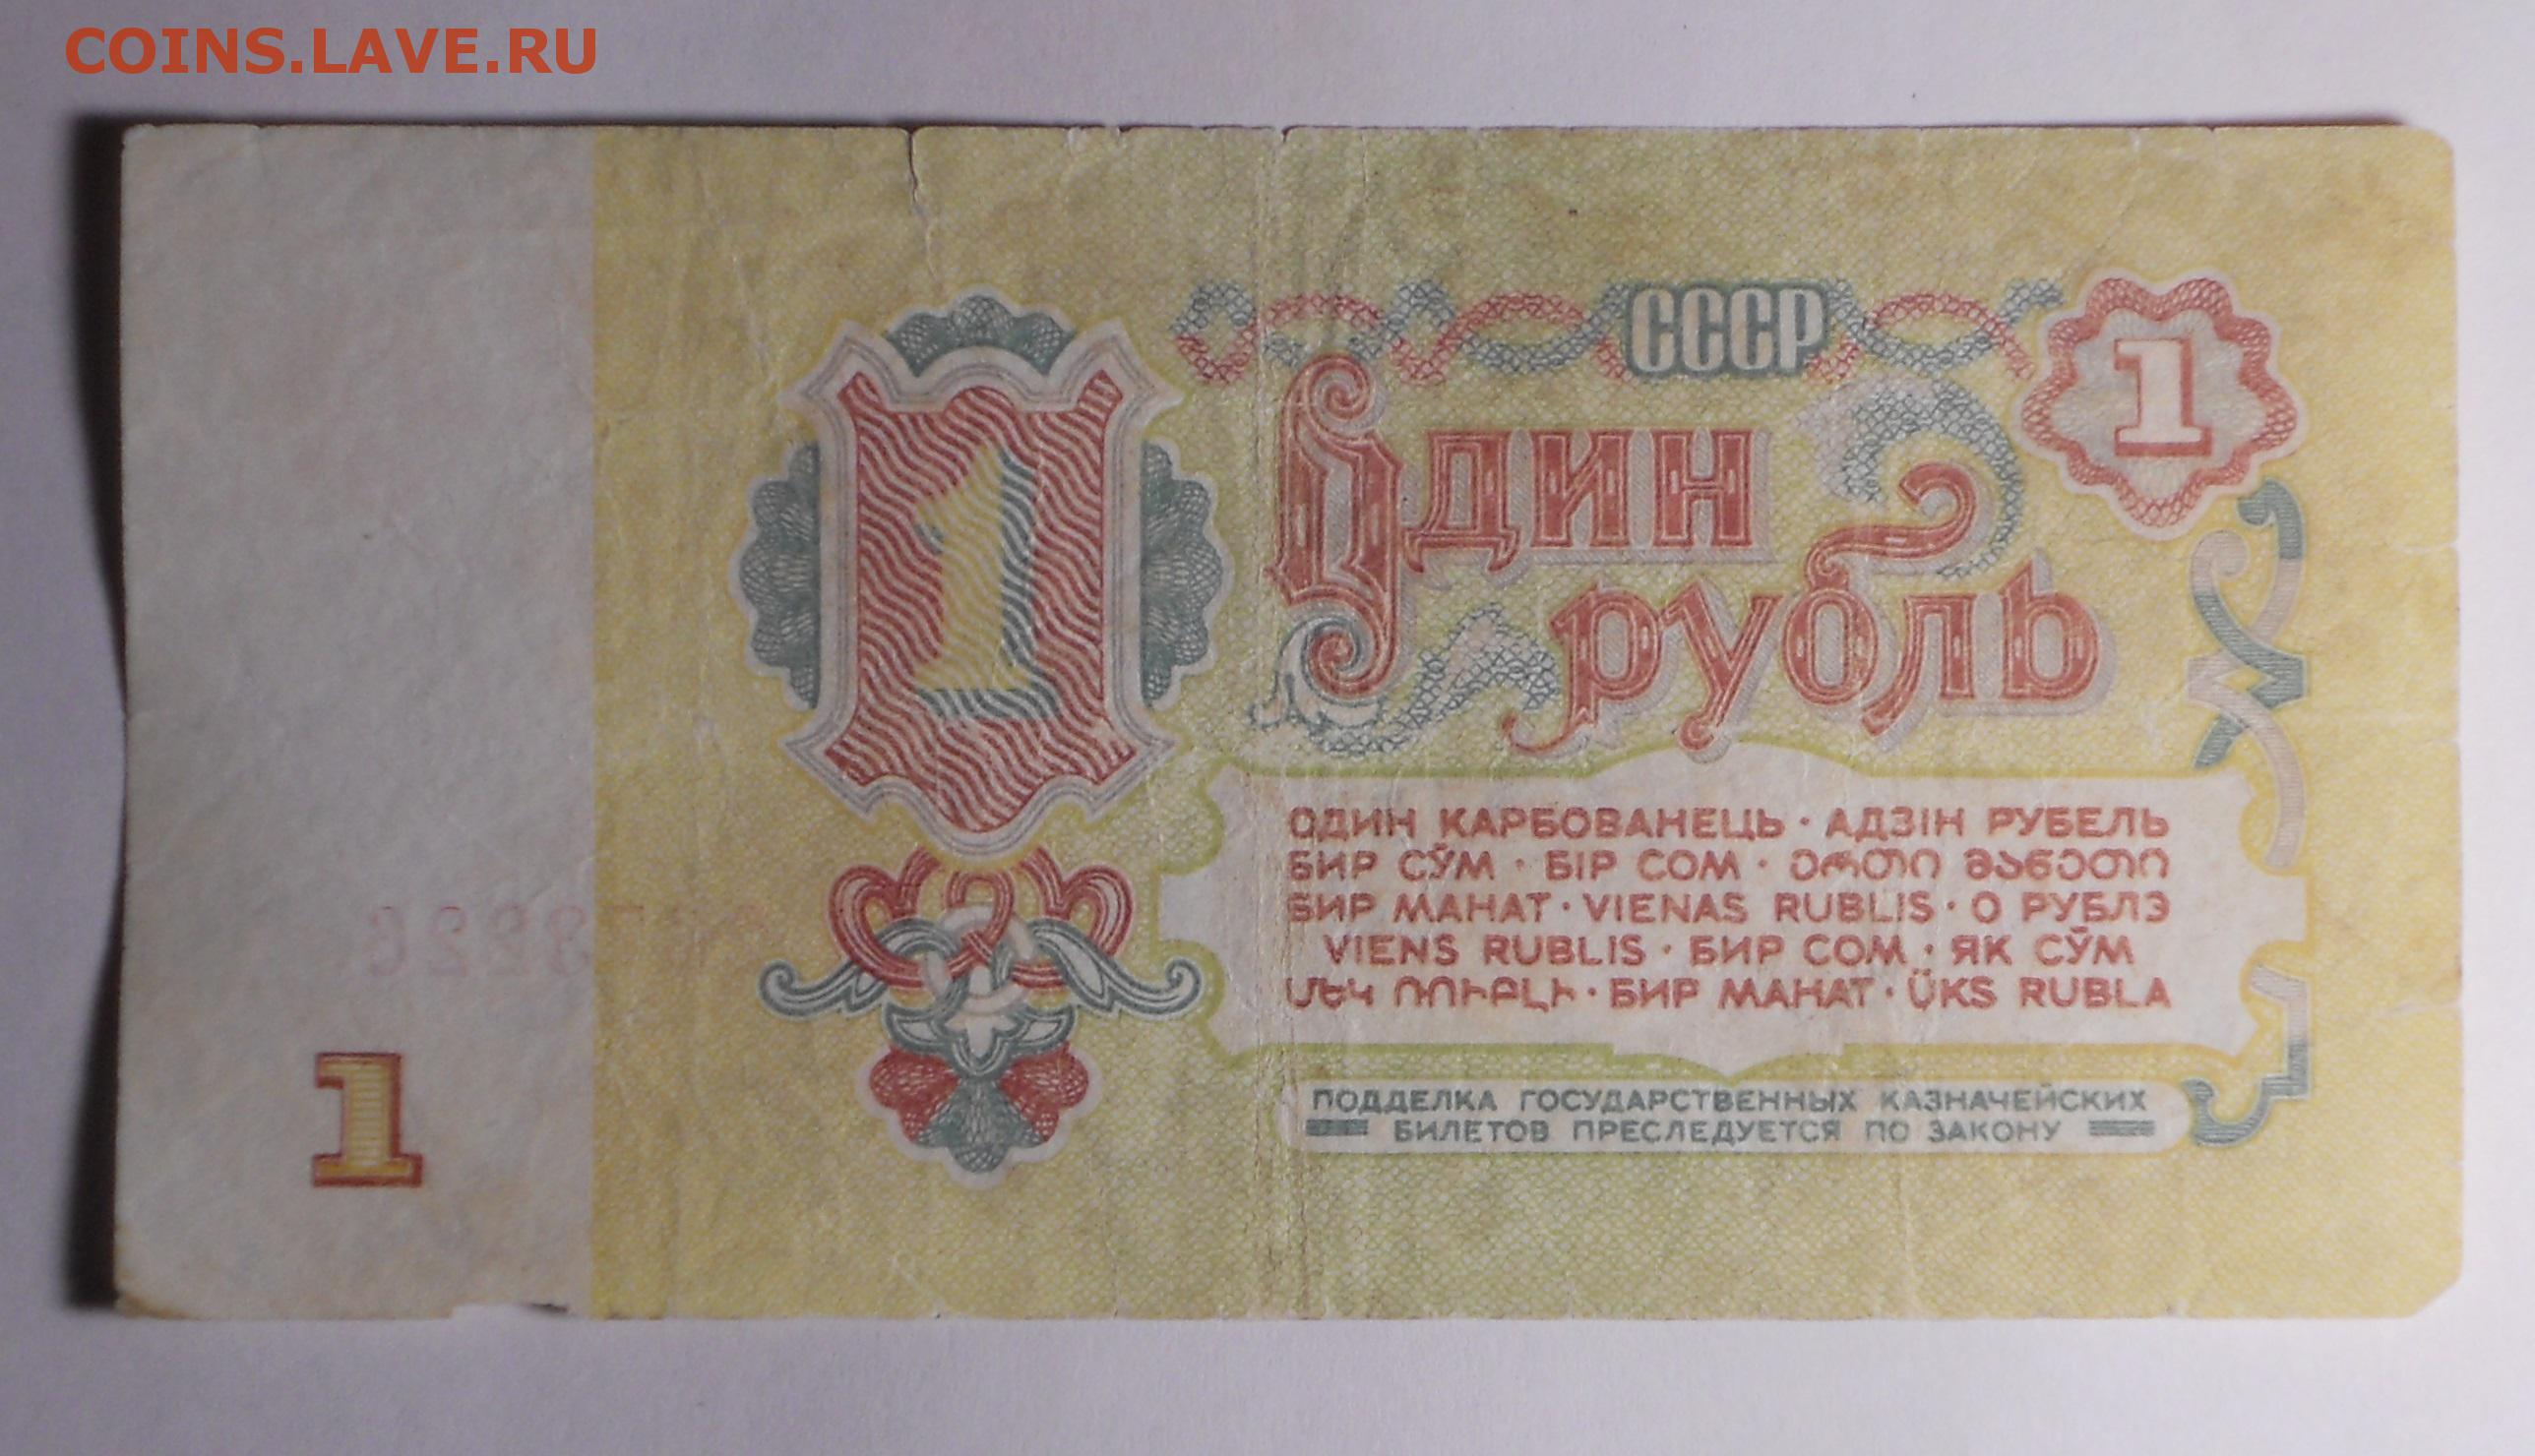 COINS.LAVE.RU
СССР
1
1
Один
рубль
ОДИН КАРБОВАНЕЦЬ · АДЗІН РУБЕЛЬ
БИР СЎМ · БІР СОМ · ერთი მანეთი
БИР МАНАТ · VIENAS RUBLIS · О РУБЛЭ
VIENS RUBLIS · БИР СОМ · ЯК СӮМ
ՄԵԿ ՌՈՒԲԼԻ · БИР МАНАТ · ÜKS RUBLA
1
ПОДДЕЛКА ГОСУДАРСТВЕННЫХ КАЗНАЧЕЙСКИХ
БИЛЕТОВ ПРЕСЛЕДУЕТСЯ ПО ЗАКОНУ